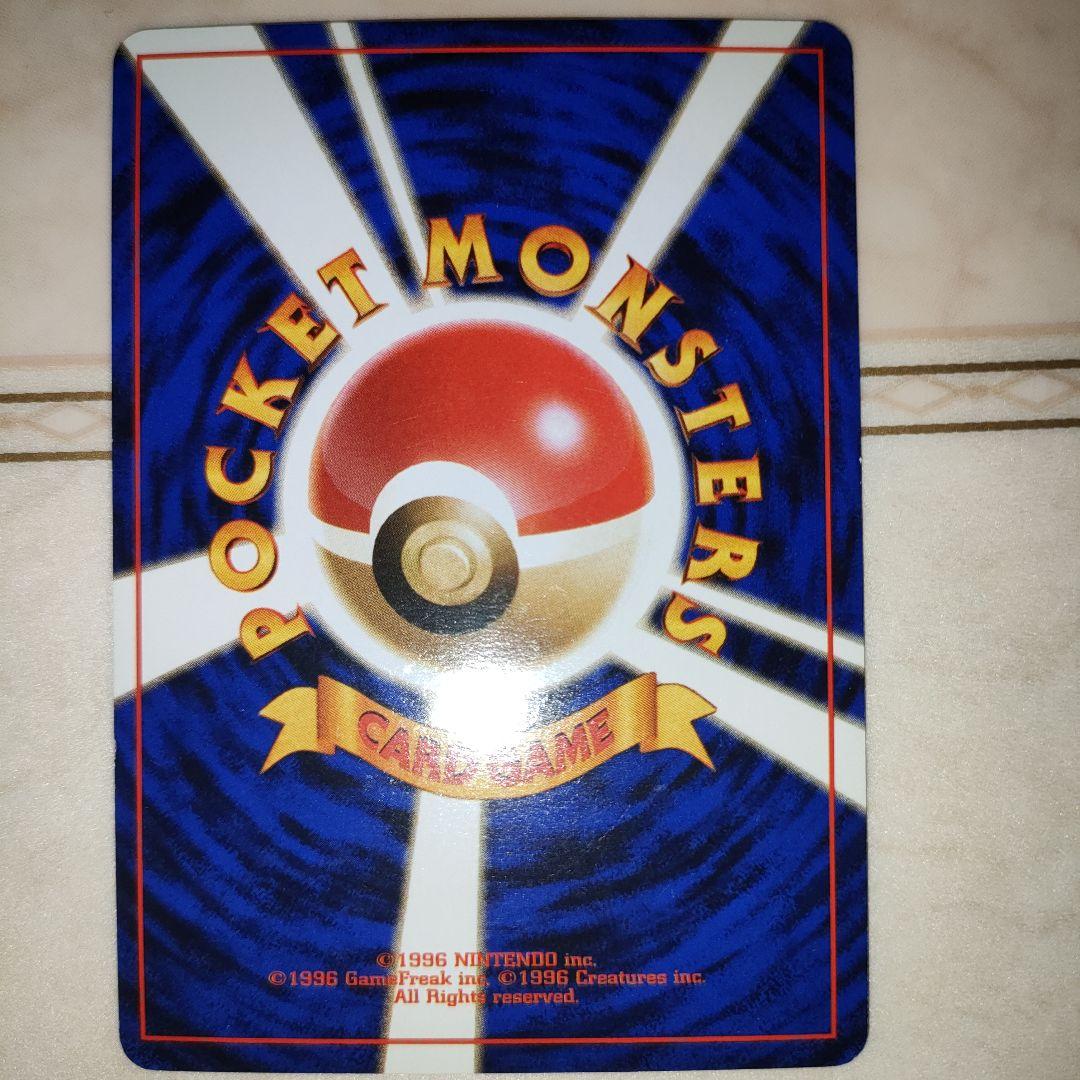 POCKET MONSTERS
CARD GAME
©1996 NINTENDO inc.
©1996 GameFreak inc. ©1996 Creatures inc.
All Rights reserved.